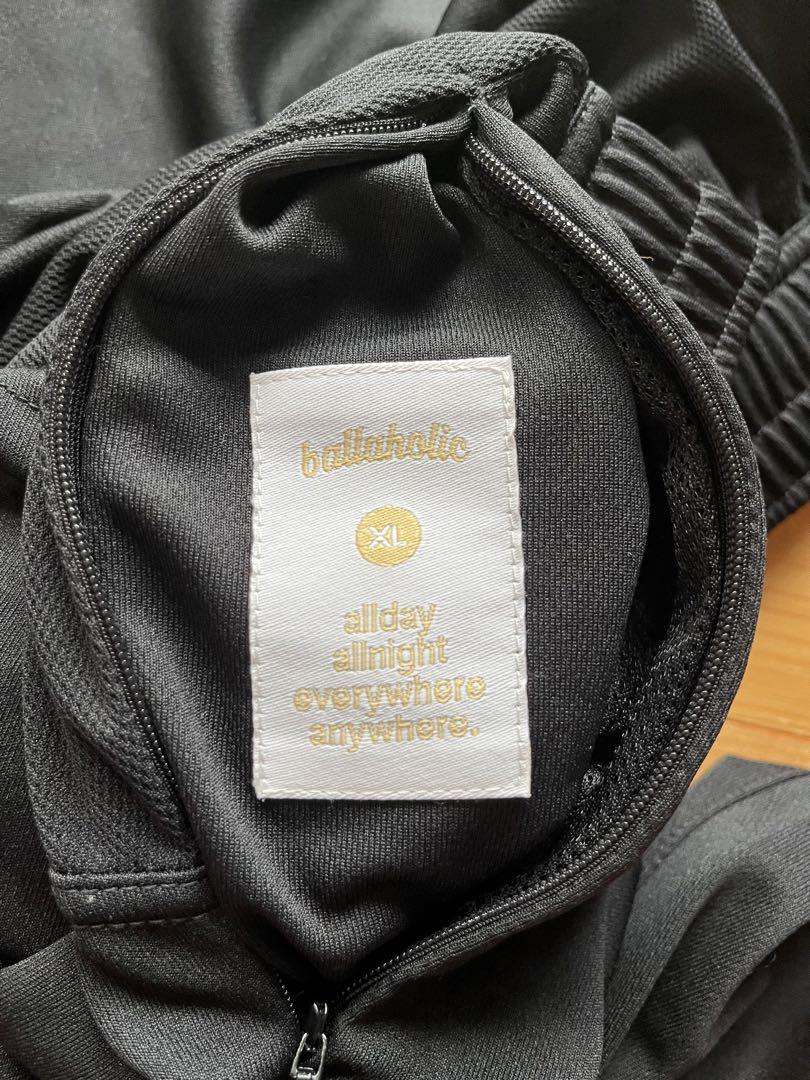 ballaholic
XL
allday
allnight
everywhere
anywhere.